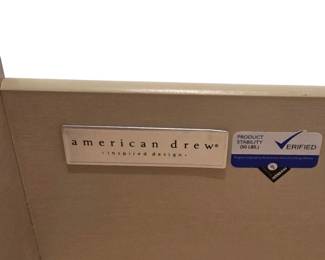 american drew®
• inspired design •
PRODUCT
STABILITY
(50 LBS.)
VERIFIED